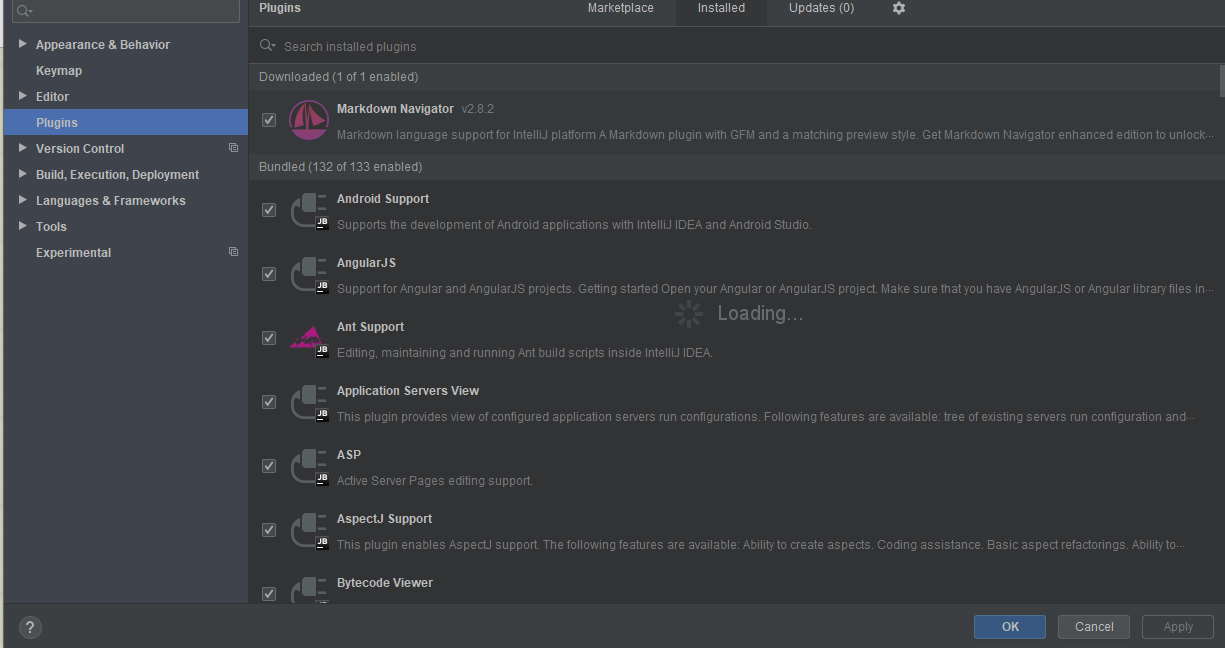 Plugins
Marketplace
Installed
Updates (0)
Search installed plugins
Appearance & Behavior
Keymap
Editor
Plugins
Version Control
Build, Execution, Deployment
Languages & Frameworks
Tools
Experimental
Downloaded (1 of 1 enabled)
Markdown Navigator v2.8.2
Markdown language support for IntelliJ platform A Markdown plugin with GFM and a matching preview style. Get Markdown Navigator enhanced edition to unlock...
Bundled (132 of 133 enabled)
Android Support
JB
Supports the development of Android applications with IntelliJ IDEA and Android Studio.
AngularJS
JB
Support for Angular and AngularJS projects. Getting started Open your Angular or AngularJS project. Make sure that you have AngularJS or Angular library files in...
Loading...
Ant Support
JB
Editing, maintaining and running Ant build scripts inside IntelliJ IDEA.
Application Servers View
JB
This plugin provides view of configured application servers run configurations. Following features are available: tree of existing servers run configuration and...
ASP
JB
Active Server Pages editing support.
AspectJ Support
JB
This plugin enables AspectJ support. The following features are available: Ability to create aspects. Coding assistance. Basic aspect refactorings. Ability to...
Bytecode Viewer
?
OK
Cancel
Apply